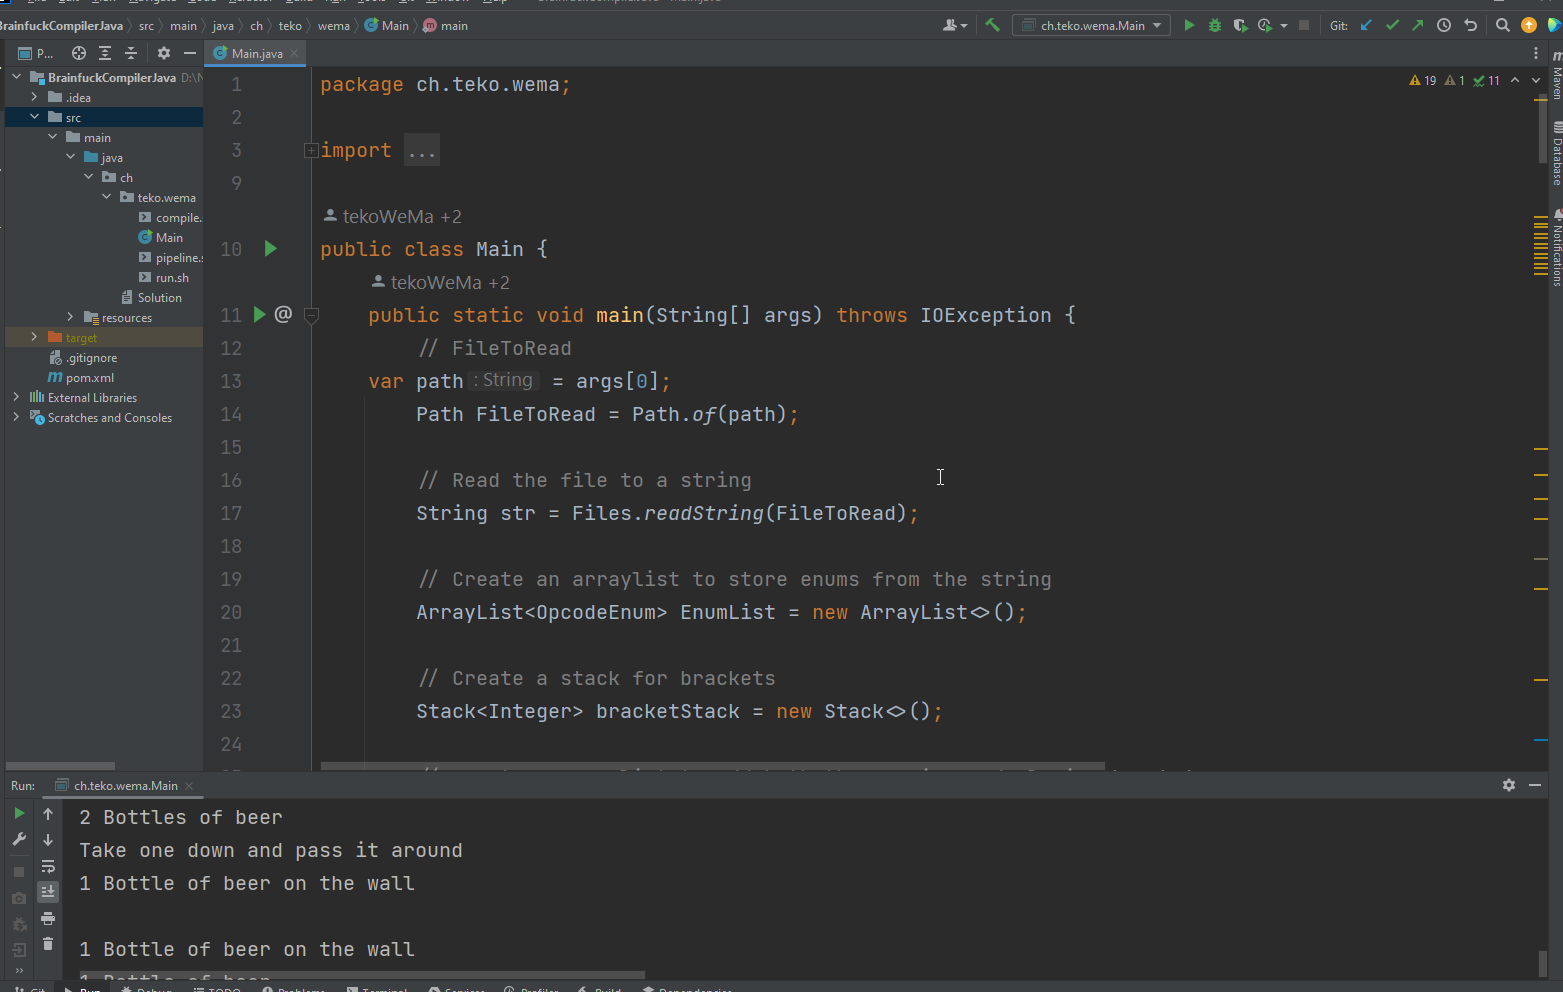 BrainfuckCompilerJava src main java ch teko wema Main main
ch.teko.wema.Main
Git:
P...
Main.java
BrainfuckCompilerJava D:\N
.idea
src
main
java
ch
teko.wema
compile.
Main
pipeline.s
run.sh
Solution
resources
target
.gitignore
pom.xml
External Libraries
Scratches and Consoles
19 1 11
1 package ch.teko.wema;
2
3 import ...
9
tekoWeMa +2
10 public class Main {
tekoWeMa +2
11 @ public static void main(String[] args) throws IOException {
12 // FileToRead
13 var path : String = args[0];
14 Path FileToRead = Path.of(path);
15
16 // Read the file to a string
17 String str = Files.readString(FileToRead);
18
19 // Create an arraylist to store enums from the string
20 ArrayList<OpcodeEnum> EnumList = new ArrayList<>();
21
22 // Create a stack for brackets
23 Stack<Integer> bracketStack = new Stack<>();
24
Maven
Database
Notifications
Run: ch.teko.wema.Main
2 Bottles of beer
Take one down and pass it around
1 Bottle of beer on the wall
1 Bottle of beer on the wall
1 Bottle of beer
Git Run Debug TODO Problems Terminal Services Profiler Build Dependencies